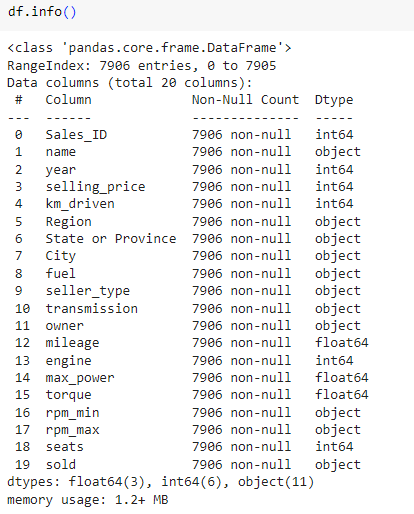 df.info()
<class 'pandas.core.frame.DataFrame'>
RangeIndex: 7906 entries, 0 to 7905
Data columns (total 20 columns):
 #   Column             Non-Null Count  Dtype
---  ------             --------------  -----
 0   Sales_ID           7906 non-null   int64
 1   name               7906 non-null   object
 2   year               7906 non-null   int64
 3   selling_price      7906 non-null   int64
 4   km_driven          7906 non-null   int64
 5   Region             7906 non-null   object
 6   State or Province  7906 non-null   object
 7   City               7906 non-null   object
 8   fuel               7906 non-null   object
 9   seller_type        7906 non-null   object
 10  transmission       7906 non-null   object
 11  owner              7906 non-null   object
 12  mileage            7906 non-null   float64
 13  engine             7906 non-null   int64
 14  max_power          7906 non-null   float64
 15  torque             7906 non-null   float64
 16  rpm_min            7906 non-null   object
 17  rpm_max            7906 non-null   object
 18  seats              7906 non-null   int64
 19  sold               7906 non-null   object
dtypes: float64(3), int64(6), object(11)
memory usage: 1.2+ MB